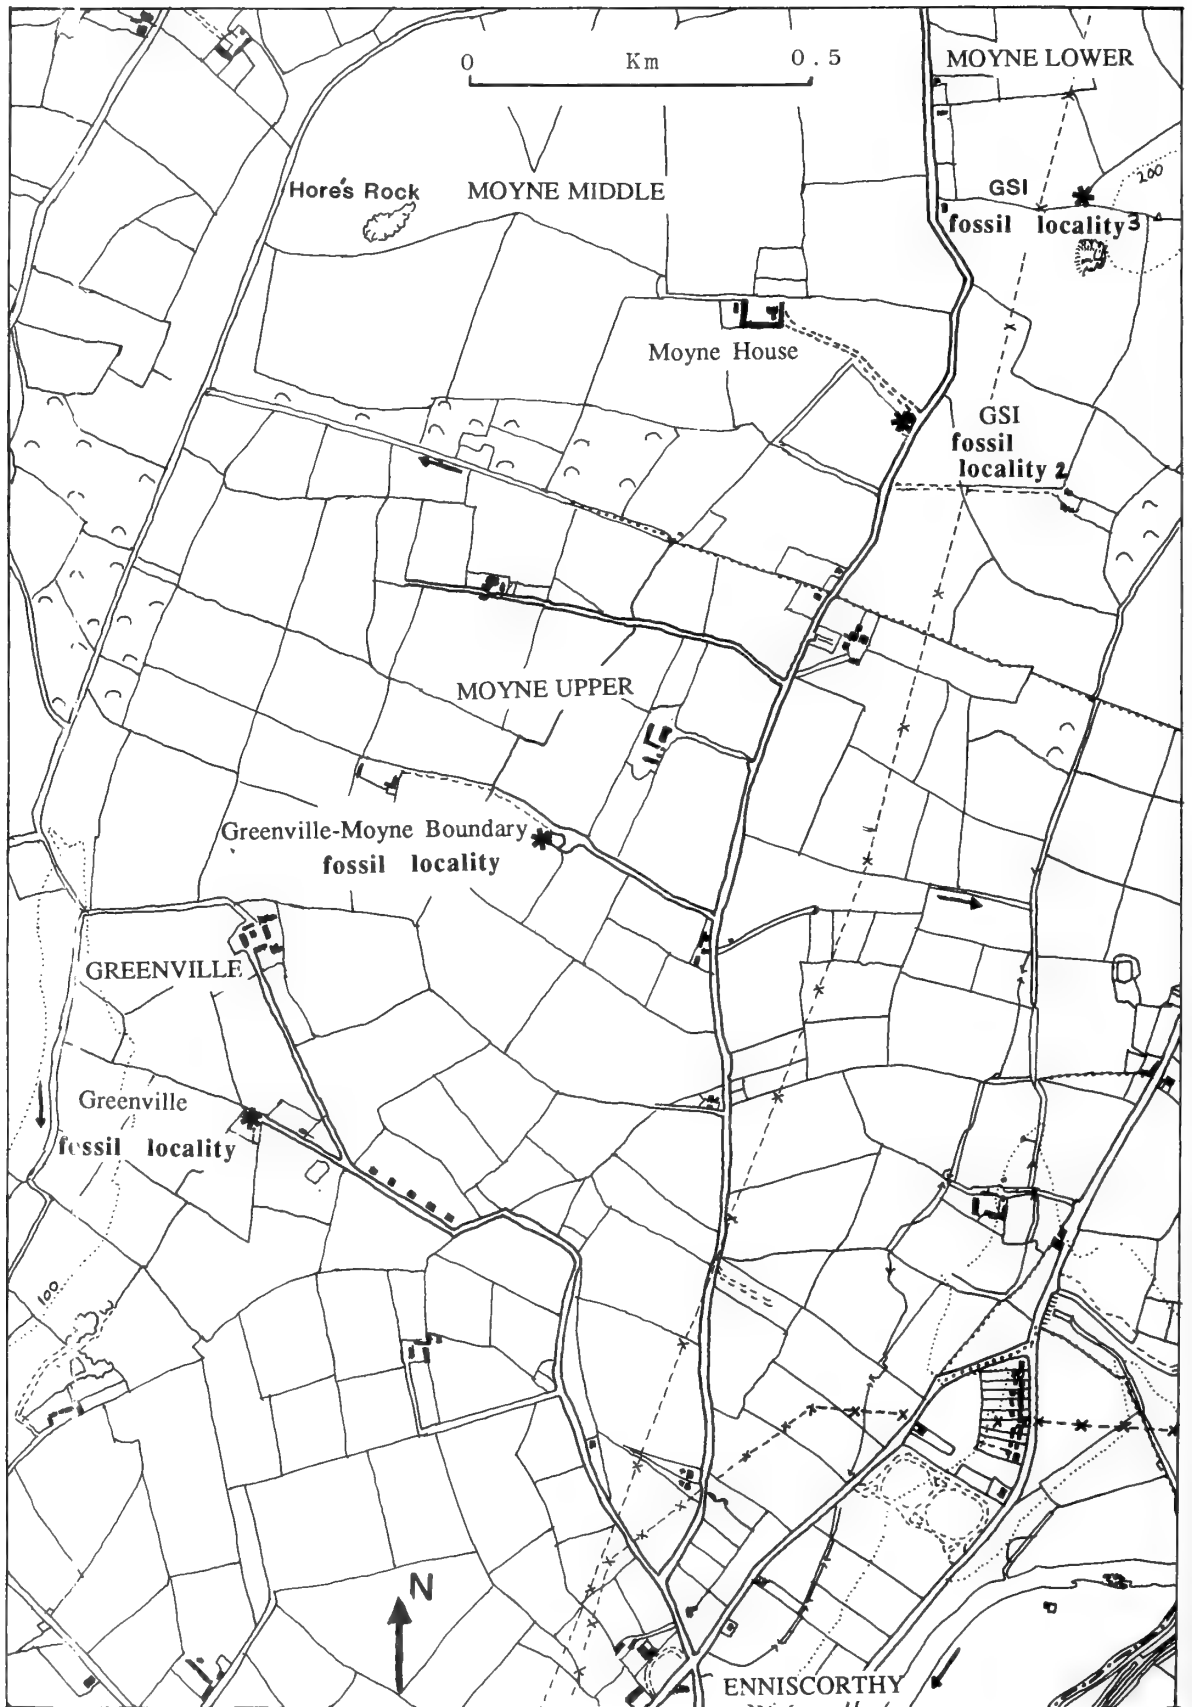 0 Km 0.5
MOYNE LOWER
200
GSI
fossil locality 3
Hore's Rock
MOYNE MIDDLE
Moyne House
GSI
fossil
locality 2
MOYNE UPPER
Greenville-Moyne Boundary
fossil locality
GREENVILLE
Greenville
fossil locality
100
N
ENNISCORTHY